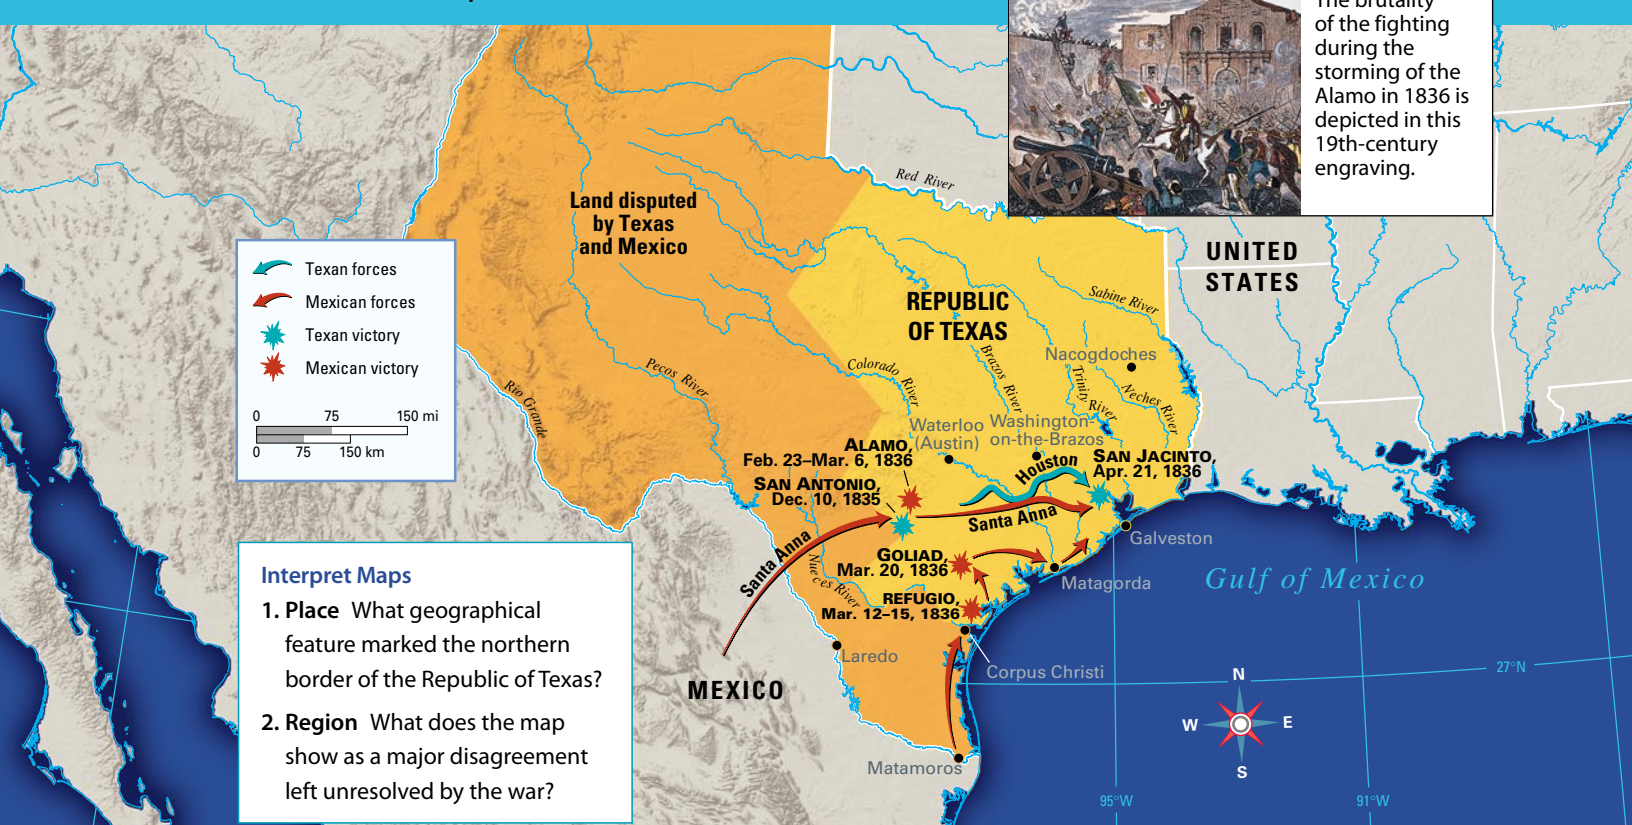 The brutality
of the fighting
during the
storming of the
Alamo in 1836 is
depicted in this
19th-century
engraving.
Red River
Land disputed
by Texas
and Mexico
UNITED
STATES
Texan forces
Mexican forces
Texan victory
Mexican victory
0 75 150 mi
0 75 150 km
REPUBLIC
OF TEXAS
Sabine River
Nacogdoches
Pecos River
Colorado River
Brazos River
Trinity River
Neches River
Rio Grande
Waterloo
(Austin)
Washington-
on-the-Brazos
ALAMO,
Feb. 23–Mar. 6, 1836
SAN ANTONIO,
Dec. 10, 1835
Houston
SAN JACINTO,
Apr. 21, 1836
Santa Anna
Santa Anna
Galveston
GOLIAD,
Mar. 20, 1836
Matagorda
Gulf of Mexico
Nueces River
REFUGIO,
Mar. 12–15, 1836
Laredo
Corpus Christi
MEXICO
Matamoros
27°N
N
W E
S
95°W
91°W
Interpret Maps
1. Place What geographical
feature marked the northern
border of the Republic of Texas?
2. Region What does the map
show as a major disagreement
left unresolved by the war?